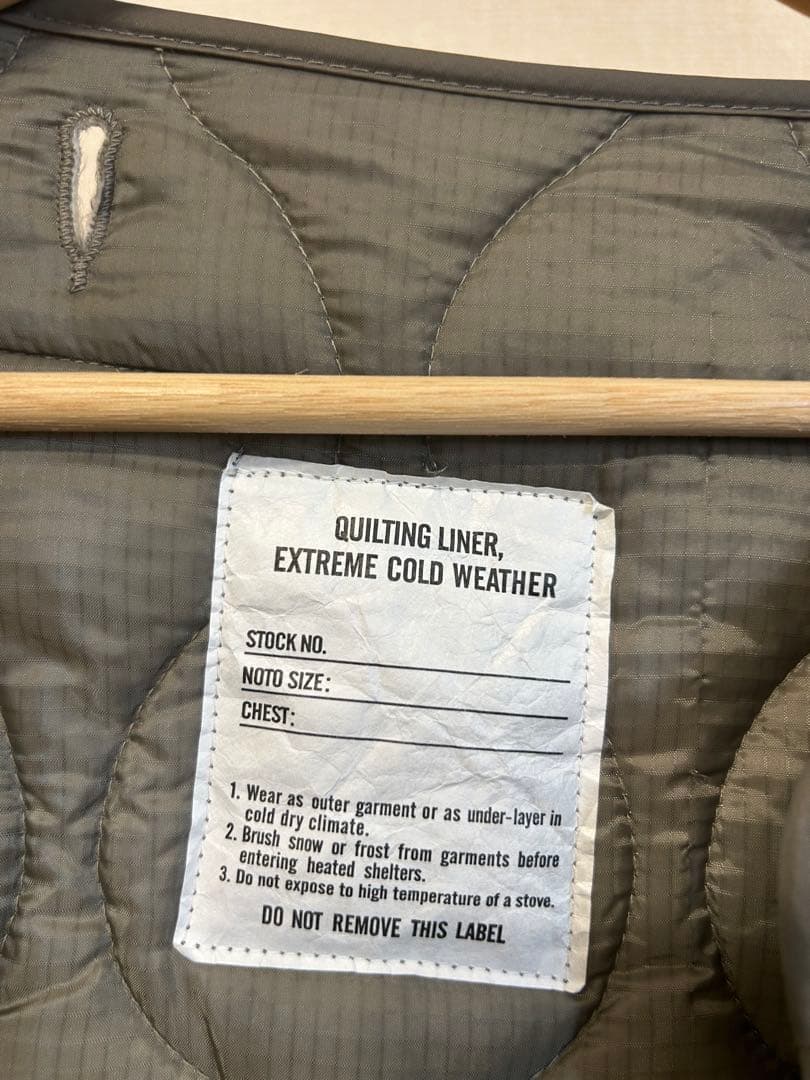 QUILTING LINER,
EXTREME COLD WEATHER
STOCK NO.
NOTO SIZE:
CHEST:
1. Wear as outer garment or as under-layer in
cold dry climate.
2. Brush snow or frost from garments before
entering heated shelters.
3. Do not expose to high temperature of a stove.
DO NOT REMOVE THIS LABEL